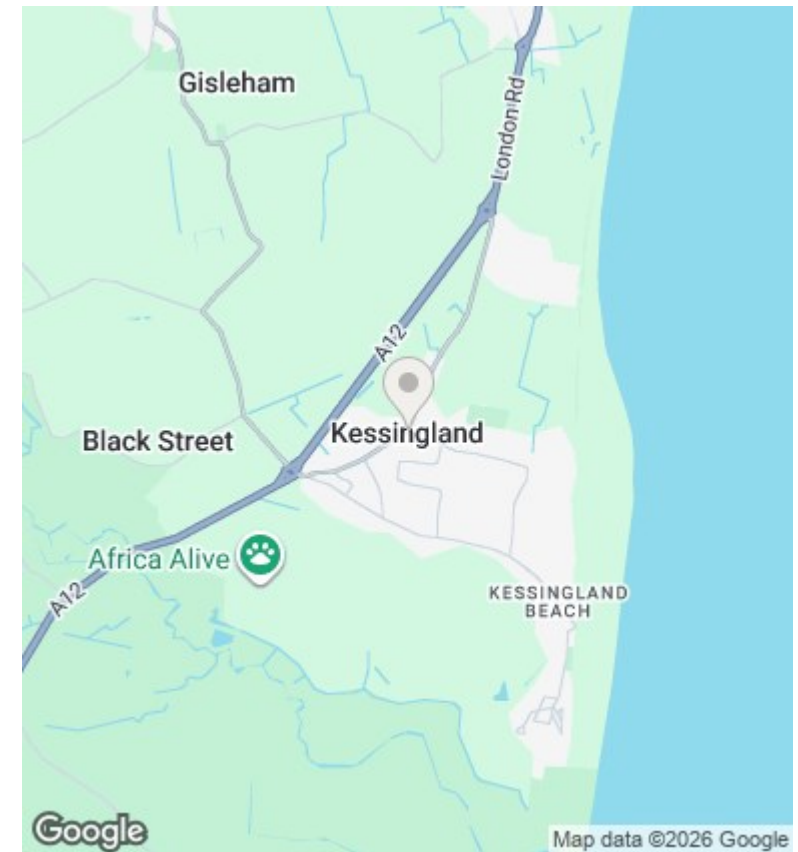 Gisleham
London Rd
A12
Kessingland
Black Street
Africa Alive
A12
KESSINGLAND
BEACH
Google
Map data ©2026 Google